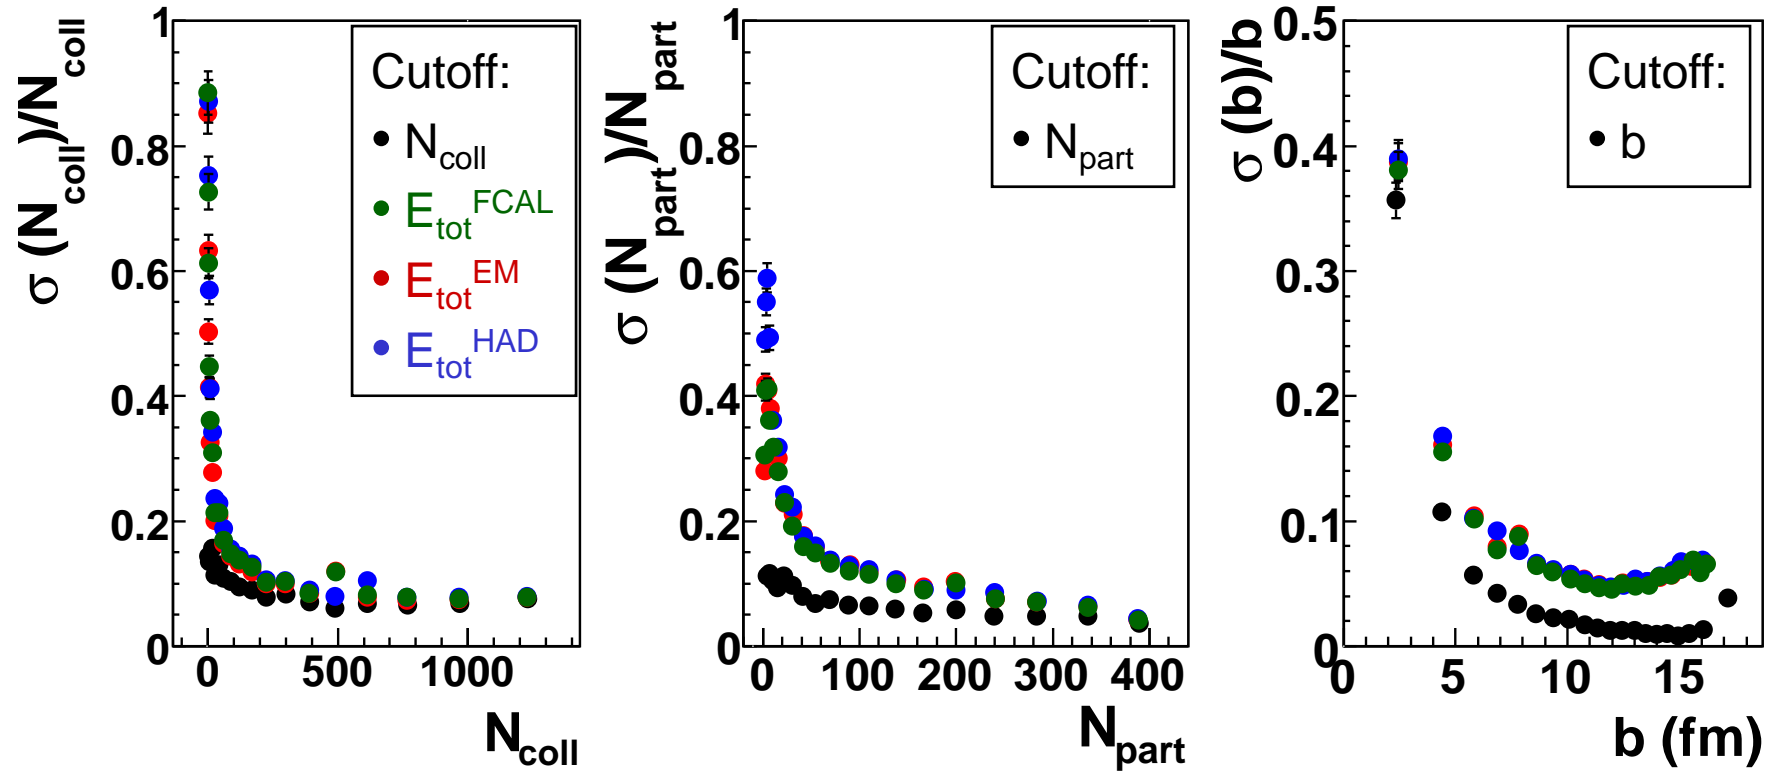 σ (N_coll)/N_coll
1
0.8
0.6
0.4
0.2
0
0 500 1000
N_coll
Cutoff:
N_coll
E_tot^FCAL
E_tot^EM
E_tot^HAD
σ (N_part)/N_part
1
0.8
0.6
0.4
0.2
0
0 100 200 300 400
N_part
Cutoff:
N_part
σ (b)/b
0.5
0.4
0.3
0.2
0.1
0
0 5 10 15
b (fm)
Cutoff:
b